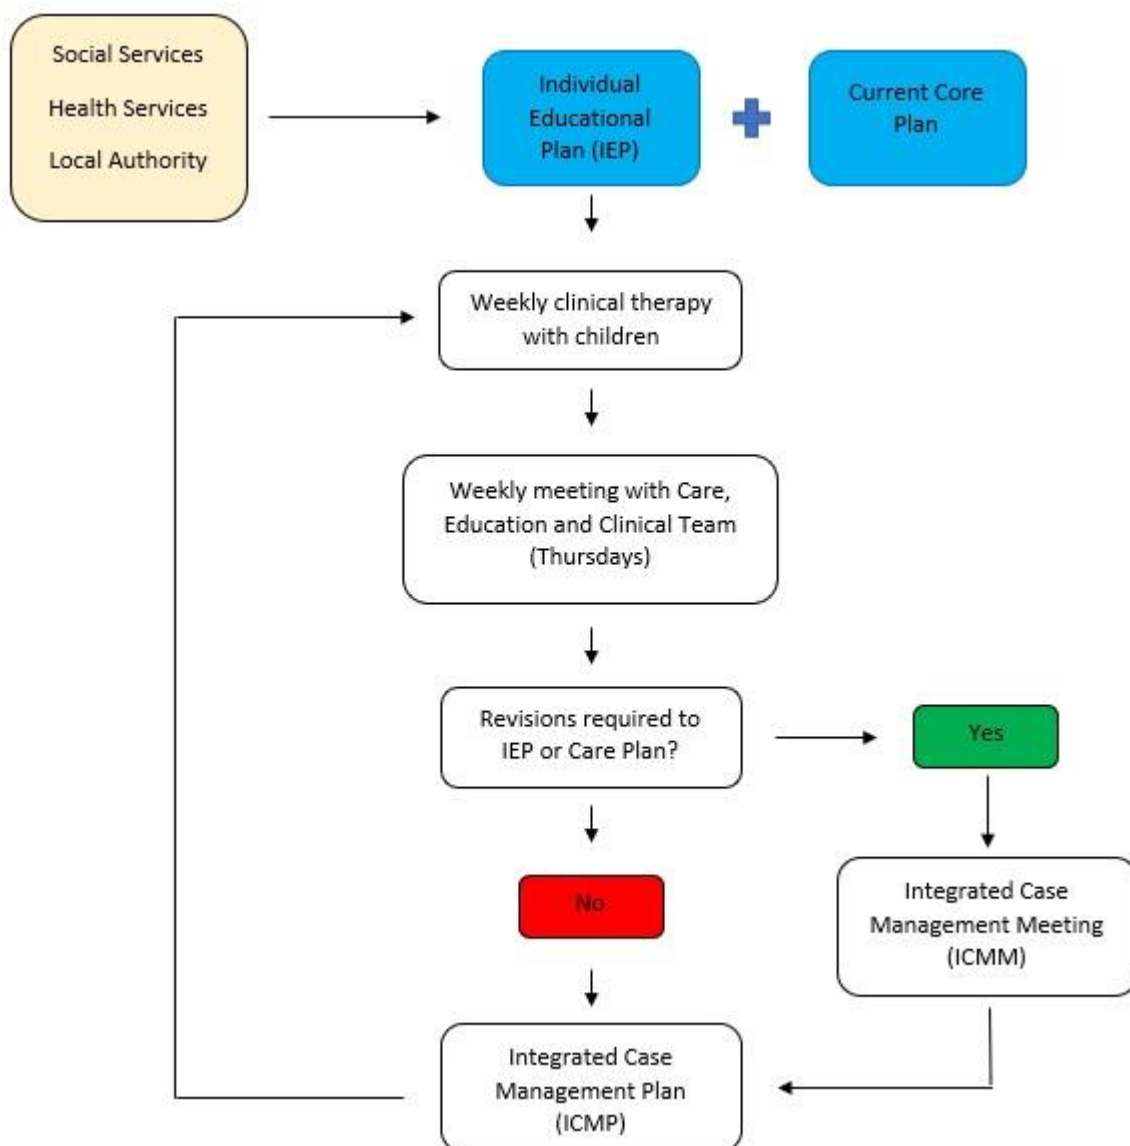 Social Services
Health Services
Local Authority
Individual
Educational
Plan (IEP)
Current Core
Plan
Weekly clinical therapy
with children
Weekly meeting with Care,
Education and Clinical Team
(Thursdays)
Revisions required to
IEP or Care Plan?
Yes
No
Integrated Case
Management Meeting
(ICMM)
Integrated Case
Management Plan
(ICMP)